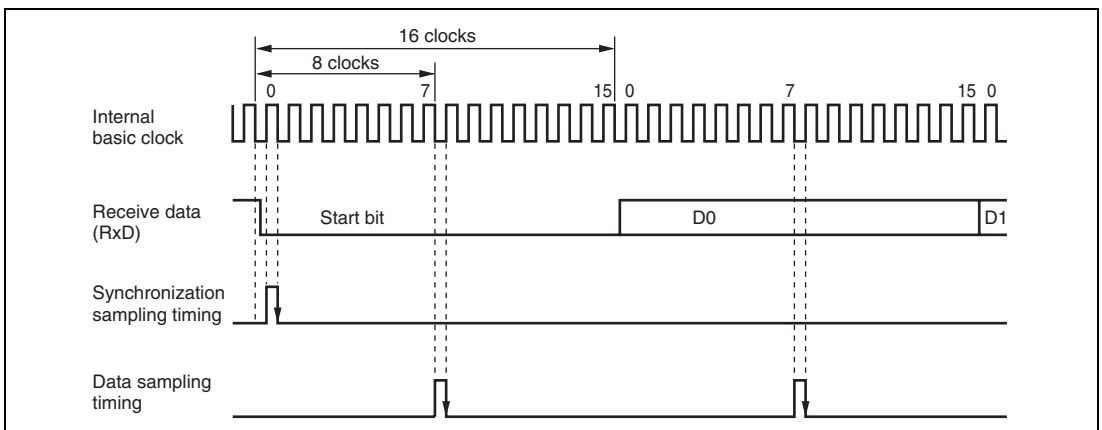 16 clocks
8 clocks
0 7 15 0 7 15 0
Internal
basic clock
Receive data
(RxD)
Start bit D0 D1
Synchronization
sampling timing
Data sampling
timing